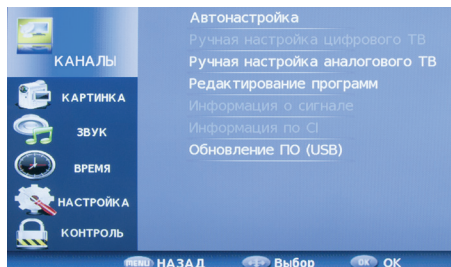 КАНАЛЫ
КАРТИНКА
ЗВУК
ВРЕМЯ
НАСТРОЙКА
КОНТРОЛЬ
Автонастройка
Ручная настройка цифрового ТВ
Ручная настройка аналогового ТВ
Редактирование программ
Информация о сигнале
Информация по CI
Обновление ПО (USB)
MENU НАЗАД Выбор OK ОК